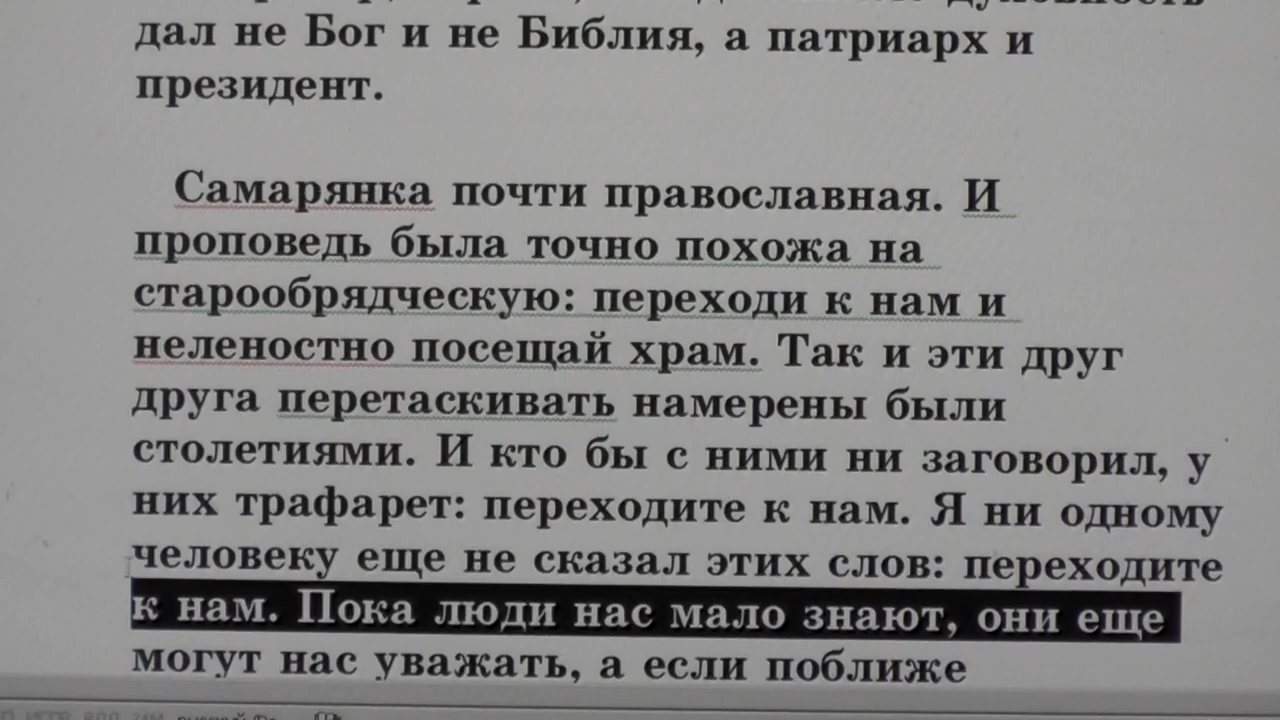 духовность
дал не Бог и не Библия, а патриарх и
президент.
Самарянка почти православная. И
проповедь была точно похожа на
старообрядческую: переходи к нам и
неленостно посещай храм. Так и эти друг
друга перетаскивать намерены были
столетиями. И кто бы с ними ни заговорил, у
них трафарет: переходите к нам. Я ни одному
человеку еще не сказал этих слов: переходите
к нам. Пока люди нас мало знают, они еще
могут нас уважать, а если поближе